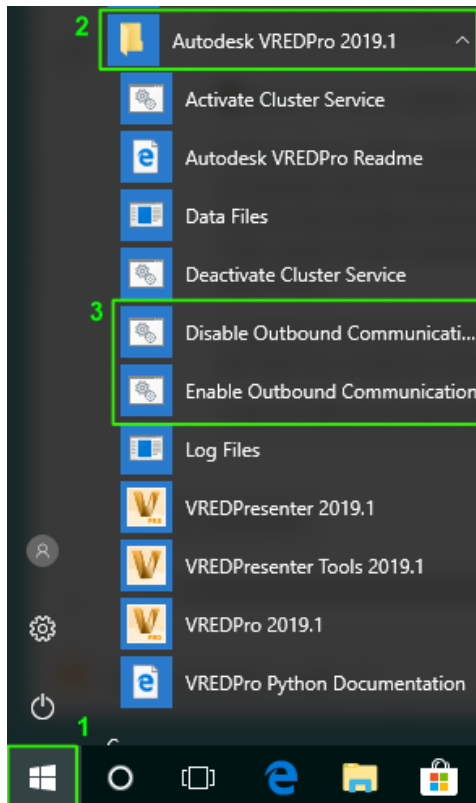 2
Autodesk VREDPro 2019.1
Activate Cluster Service
Autodesk VREDPro Readme
Data Files
Deactivate Cluster Service
3
Disable Outbound Communicati...
Enable Outbound Communication
Log Files
VREDPresenter 2019.1
VREDPresenter Tools 2019.1
VREDPro 2019.1
VREDPro Python Documentation
1